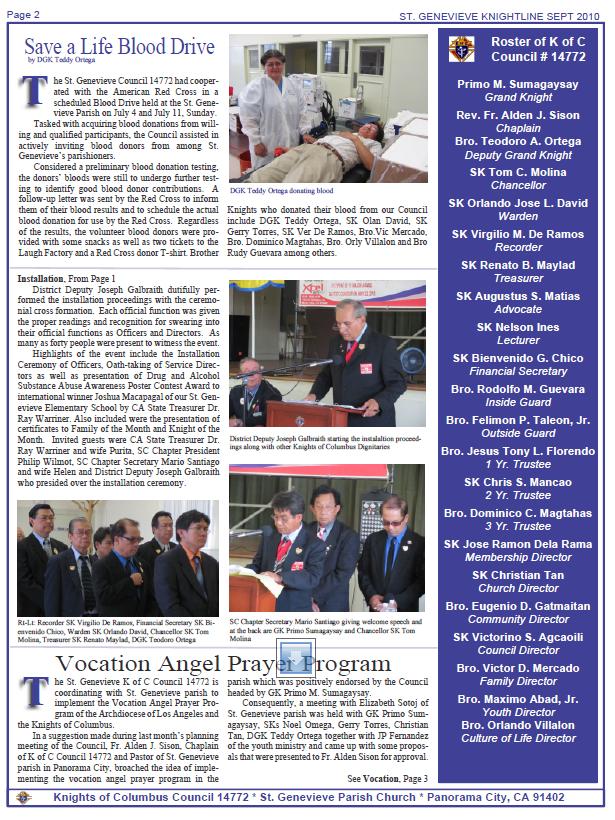 Page 2
ST. GENEVIEVE KNIGHTLINE SEPT 2010
Save a Life Blood Drive
by DGK Teddy Ortega
The St. Genevieve Council 14772 had cooper-
ated with the American Red Cross in a
scheduled Blood Drive held at the St. Gene-
vieve Parish on July 4 and July 11, Sunday.
Tasked with acquiring blood donations from will-
ing and qualified participants, the Council assisted in
actively inviting blood donors from among St.
Genevieve's parishioners.
Considered a preliminary blood donation testing,
the donors' bloods were still to undergo further test-
ing to identify good blood donor contributions. A
follow-up letter was sent by the Red Cross to inform
them of their blood results and to schedule the actual
blood donation for use by the Red Cross. Regardless
of the results, the volunteer blood donors were pro-
vided with some snacks as well as two tickets to the
Laugh Factory and a Red Cross donor T-shirt. Brother
DGK Teddy Ortega donating blood
Knights who donated their blood from our Council
include DGK Teddy Ortega, SK Olan David, SK
Gerry Torres, SK Ver De Ramos, Bro.Vic Mercado,
Bro. Dominico Magtahas, Bro. Orly Villalon and Bro
Rudy Guevara among others.
Installation, From Page 1
District Deputy Joseph Galbraith dutifully per-
formed the installation proceedings with the ceremo-
nial cross formation. Each official function was given
the proper readings and recognition for swearing into
their official functions as Officers and Directors. As
many as forty people were present to witness the event.
Highlights of the event include the Installation
Ceremony of Officers, Oath-taking of Service Direc-
tors as well as presentation of Drug and Alcohol
Substance Abuse Awareness Poster Contest Award to
international winner Joshua Macapagal of our St. Gen-
evieve Elementary School by CA State Treasurer Dr.
Ray Warriner. Also included were the presentation of
certificates to Family of the Month and Knight of the
Month. Invited guests were CA State Treasurer Dr.
Ray Warriner and wife Purita, SC Chapter President
Philip Wilmot, SC Chapter Secretary Mario Santiago
and wife Helen and District Deputy Joseph Galbraith
who presided over the installation ceremony.
District Deputy Joseph Galbraith starting the instalaltion proceed-
ings along with other Knights of Columbus Dignitaries
Rt-Lt: Recorder SK Virgilio De Ramos, Financial Secretary SK Bi-
envenido Chico, Warden SK Orlando David, Chancellor SK Tom
Molina, Treasurer SK Renato Maylad, DGK Teodoro Ortega
SC Chapter Secretary Mario Santiago giving welcome speech and
at the back are GK Primo Sumagaysay and Chancellor SK Tom
Molina
Vocation Angel Prayer Program
The St. Genevieve K of C Council 14772 is
coordinating with St. Genevieve parish to
implement the Vocation Angel Prayer Pro-
gram of the Archdiocese of Los Angeles and
the Knights of Columbus.
In a suggestion made during last month's planning
meeting of the Council, Fr. Alden J. Sison, Chaplain
of K of C Council 14772 and Pastor of St. Genevieve
parish in Panorama City, broached the idea of imple-
menting the vocation angel prayer program in the
parish which was positively endorsed by the Council
headed by GK Primo M. Sumagaysay.
Consequently, a meeting with Elizabeth Sotoj of
St. Genevieve parish was held with GK Primo Sum-
agaysay, SKs Noel Omega, Gerry Torres, Christian
Tan, DGK Teddy Ortega together with JP Fernandez
of the youth ministry and came up with some propos-
als that were presented to Fr. Alden Sison for approval.
See Vocation, Page 3
Roster of K of C
Council # 14772
Primo M. Sumagaysay
Grand Knight
Rev. Fr. Alden J. Sison
Chaplain
Bro. Teodoro A. Ortega
Deputy Grand Knight
SK Tom C. Molina
Chancellor
SK Orlando Jose L. David
Warden
SK Virgilio M. De Ramos
Recorder
SK Renato B. Maylad
Treasurer
SK Augustus S. Matias
Advocate
SK Nelson Ines
Lecturer
SK Bienvenido G. Chico
Financial Secretary
Bro. Rodolfo M. Guevara
Inside Guard
Bro. Felimon P. Taleon, Jr.
Outside Guard
Bro. Jesus Tony L. Florendo
1 Yr. Trustee
SK Chris S. Mancao
2 Yr. Trustee
Bro. Dominico C. Magtahas
3 Yr. Trustee
SK Jose Ramon Dela Rama
Membership Director
SK Christian Tan
Church Director
Bro. Eugenio D. Gatmaitan
Community Director
SK Victorino S. Agcaoili
Council Director
Bro. Victor D. Mercado
Family Director
Bro. Maximo Abad, Jr.
Youth Director
Bro. Orlando Villalon
Culture of Life Director
Knights of Columbus Council 14772 * St. Genevieve Parish Church * Panorama City, CA 91402